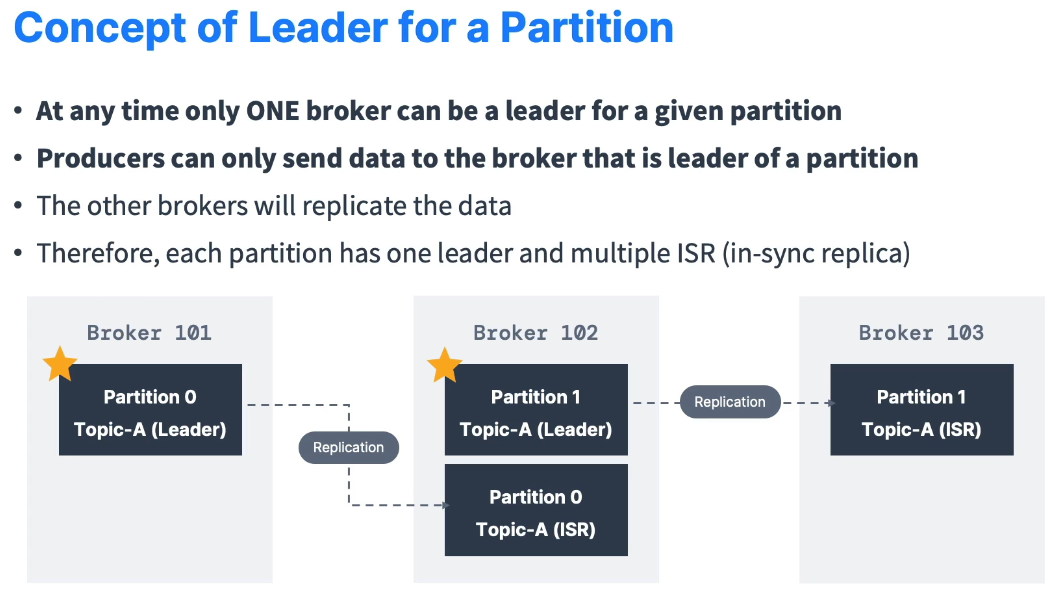 Concept of Leader for a Partition
• At any time only ONE broker can be a leader for a given partition
• Producers can only send data to the broker that is leader of a partition
• The other brokers will replicate the data
• Therefore, each partition has one leader and multiple ISR (in-sync replica)
Broker 101
Partition 0
Topic-A (Leader)
Replication
Broker 102
Partition 1
Topic-A (Leader)
Partition 0
Topic-A (ISR)
Replication
Broker 103
Partition 1
Topic-A (ISR)